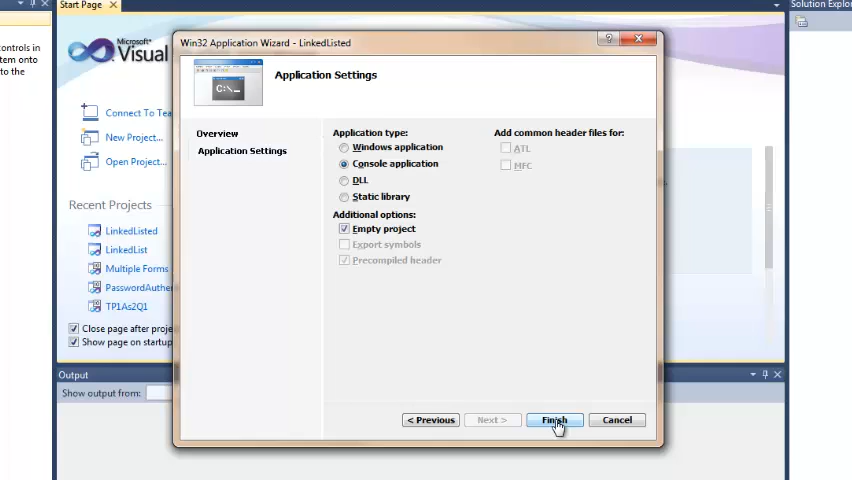 Start Page
Solution Explor
controls in
tem onto
to the
Microsoft
Visual
Win32 Application Wizard - LinkedListed
C:\_
Application Settings
Overview
Application Settings
Application type:
Windows application
Console application
DLL
Static library
Additional options:
Empty project
Export symbols
Precompiled header
Add common header files for:
ATL
MFC
Connect To Tea
New Project...
Open Project...
Recent Projects
LinkedListed
LinkedList
Multiple Forms
PasswordAuther
TP1As2Q1
Close page after proje
Show page on startup
Output
Show output from:
< Previous
Next >
Finish
Cancel